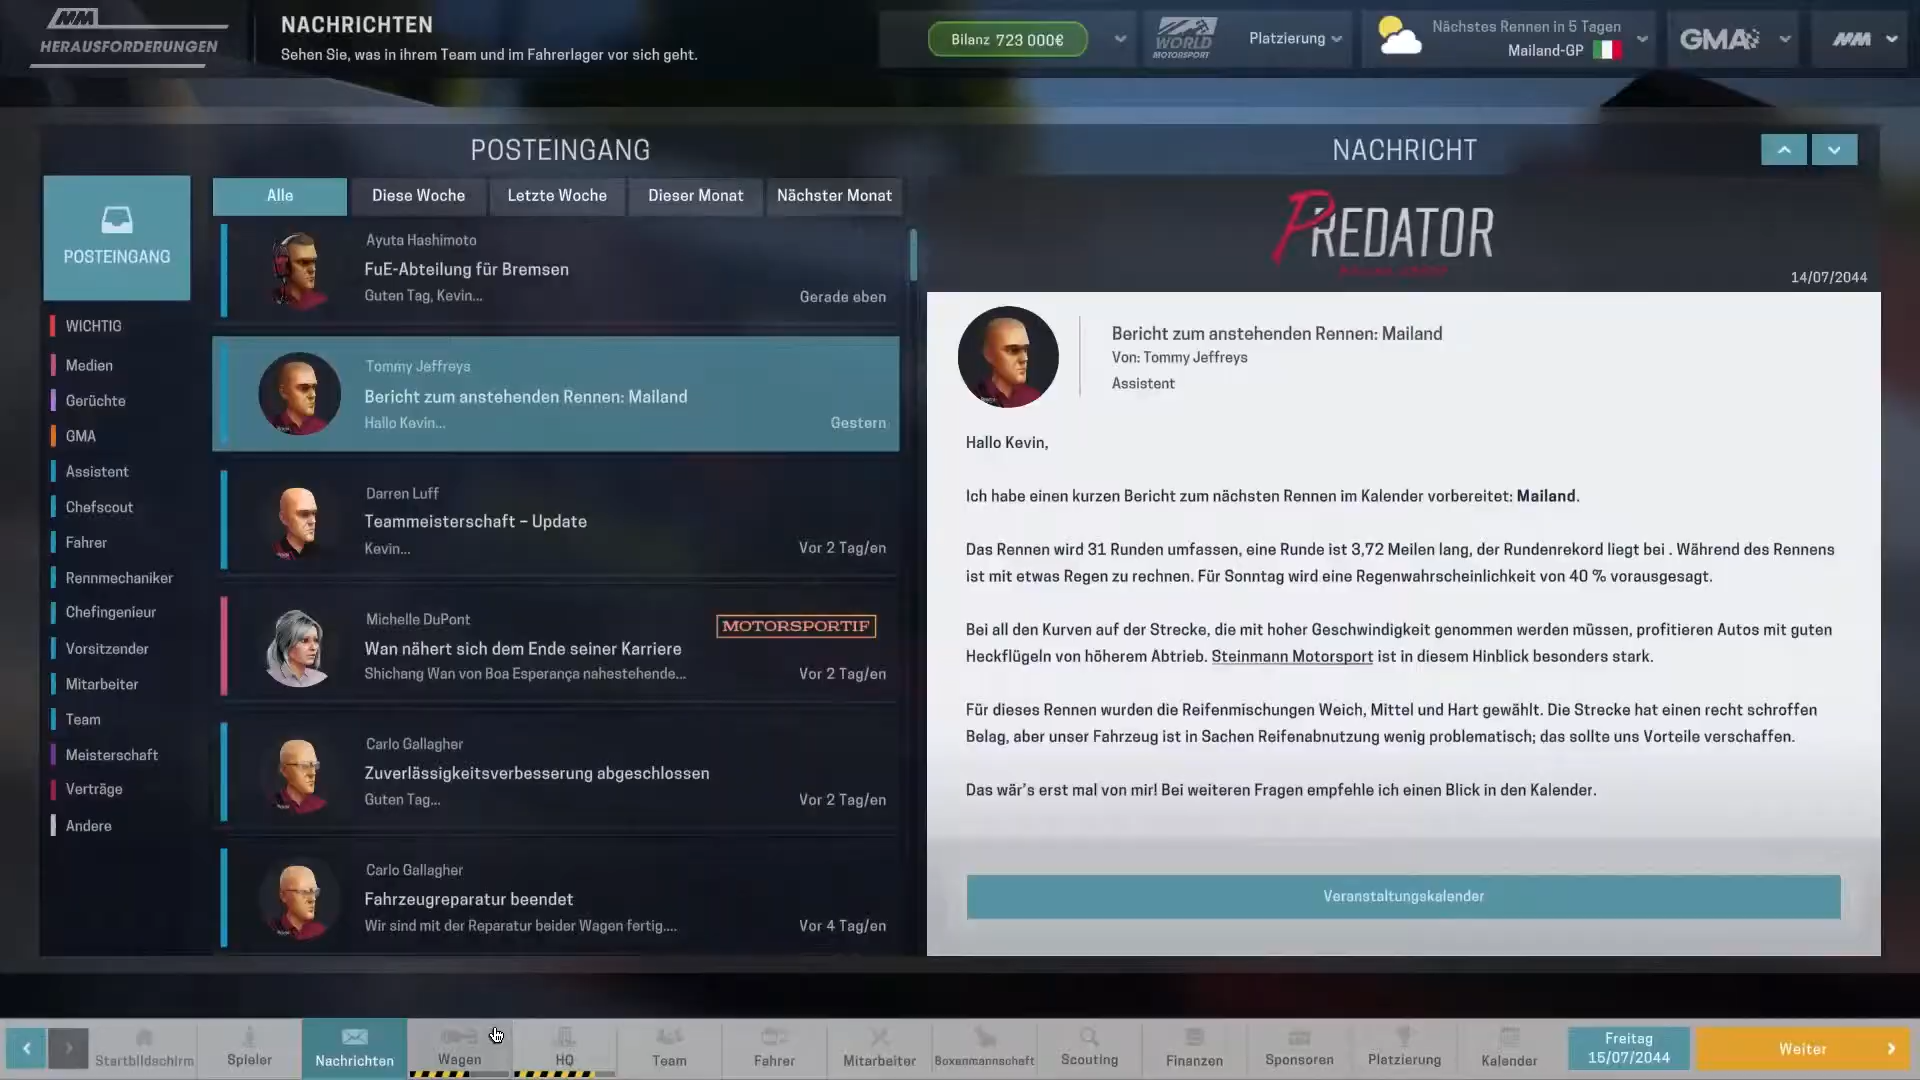 MM
HERAUSFORDERUNGEN
NACHRICHTEN
Sehen Sie, was in ihrem Team und im Fahrerlager vor sich geht.
Bilanz 723 000€
WORLD
MOTORSPORT
Platzierung
Nächstes Rennen in 5 Tagen
Mailand-GP
GMA
MM
POSTEINGANG
NACHRICHT
POSTEINGANG
WICHTIG
Medien
Gerüchte
GMA
Assistent
Chefscout
Fahrer
Rennmechaniker
Chefingenieur
Vorsitzender
Mitarbeiter
Team
Meisterschaft
Verträge
Andere
Alle
Diese Woche
Letzte Woche
Dieser Monat
Nächster Monat
Ayuta Hashimoto
FuE-Abteilung für Bremsen
Guten Tag, Kevin...
Gerade eben
Tommy Jeffreys
Bericht zum anstehenden Rennen: Mailand
Hallo Kevin...
Gestern
Darren Luff
Teammeisterschaft – Update
Kevin...
Vor 2 Tag/en
Michelle DuPont
MOTORSPORTIF
Wan nähert sich dem Ende seiner Karriere
Shichang Wan von Boa Esperança nahestehende...
Vor 2 Tag/en
Carlo Gallagher
Zuverlässigkeitsverbesserung abgeschlossen
Guten Tag...
Vor 2 Tag/en
Carlo Gallagher
Fahrzeugreparatur beendet
Wir sind mit der Reparatur beider Wagen fertig....
Vor 4 Tag/en
PREDATOR
14/07/2044
Bericht zum anstehenden Rennen: Mailand
Von: Tommy Jeffreys
Assistent
Hallo Kevin,
Ich habe einen kurzen Bericht zum nächsten Rennen im Kalender vorbereitet: Mailand.
Das Rennen wird 31 Runden umfassen, eine Runde ist 3,72 Meilen lang, der Rundenrekord liegt bei . Während des Rennens
ist mit etwas Regen zu rechnen. Für Sonntag wird eine Regenwahrscheinlichkeit von 40 % vorausgesagt.
Bei all den Kurven auf der Strecke, die mit hoher Geschwindigkeit genommen werden müssen, profitieren Autos mit guten
Heckflügeln von höherem Abtrieb. Steinmann Motorsport ist in diesem Hinblick besonders stark.
Für dieses Rennen wurden die Reifenmischungen Weich, Mittel und Hart gewählt. Die Strecke hat einen recht schroffen
Belag, aber unser Fahrzeug ist in Sachen Reifenabnutzung wenig problematisch; das sollte uns Vorteile verschaffen.
Das wär's erst mal von mir! Bei weiteren Fragen empfehle ich einen Blick in den Kalender.
Veranstaltungskalender
Startbildschirm
Spieler
Nachrichten
Wagen
HQ
Team
Fahrer
Mitarbeiter
Boxenmannschaft
Scouting
Finanzen
Sponsoren
Platzierung
Kalender
Freitag
15/07/2044
Weiter